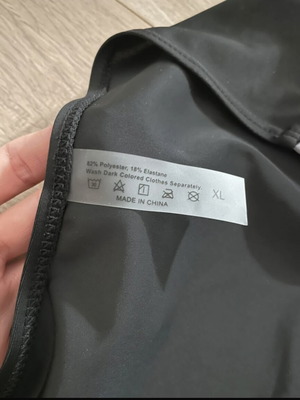 82% Polyester, 18% Elastane
Wash Dark Colored Clothes Separately
XL
MADE IN CHINA